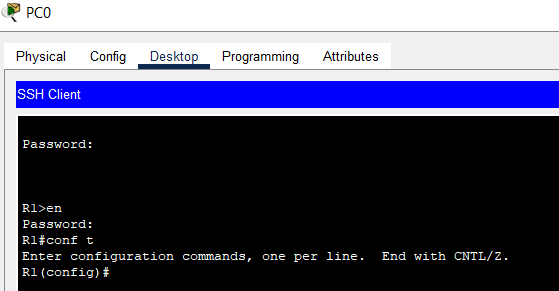 PC0
Physical Config Desktop Programming Attributes
SSH Client
Password:
R1>en
Password:
R1#conf t
Enter configuration commands, one per line.  End with CNTL/Z.
R1(config)#